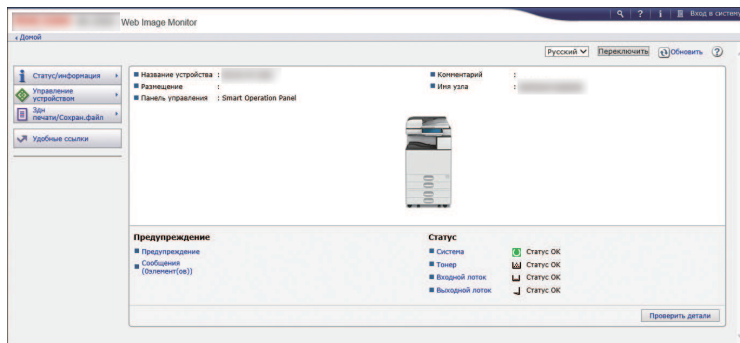 Web Image Monitor
Вход в систему
Домой
Русский
Переключить
Обновить
Статус/информация
Управление
устройством
Здн
печати/Сохран.файл
Удобные ссылки
Название устройства :
Размещение :
Панель управления : Smart Operation Panel
Комментарий :
Имя узла :
Предупреждение
Предупреждение
Сообщения
(0элемент(ов))
Статус
Система Статус OK
Тонер Статус OK
Входной лоток Статус OK
Выходной лоток Статус OK
Проверить детали